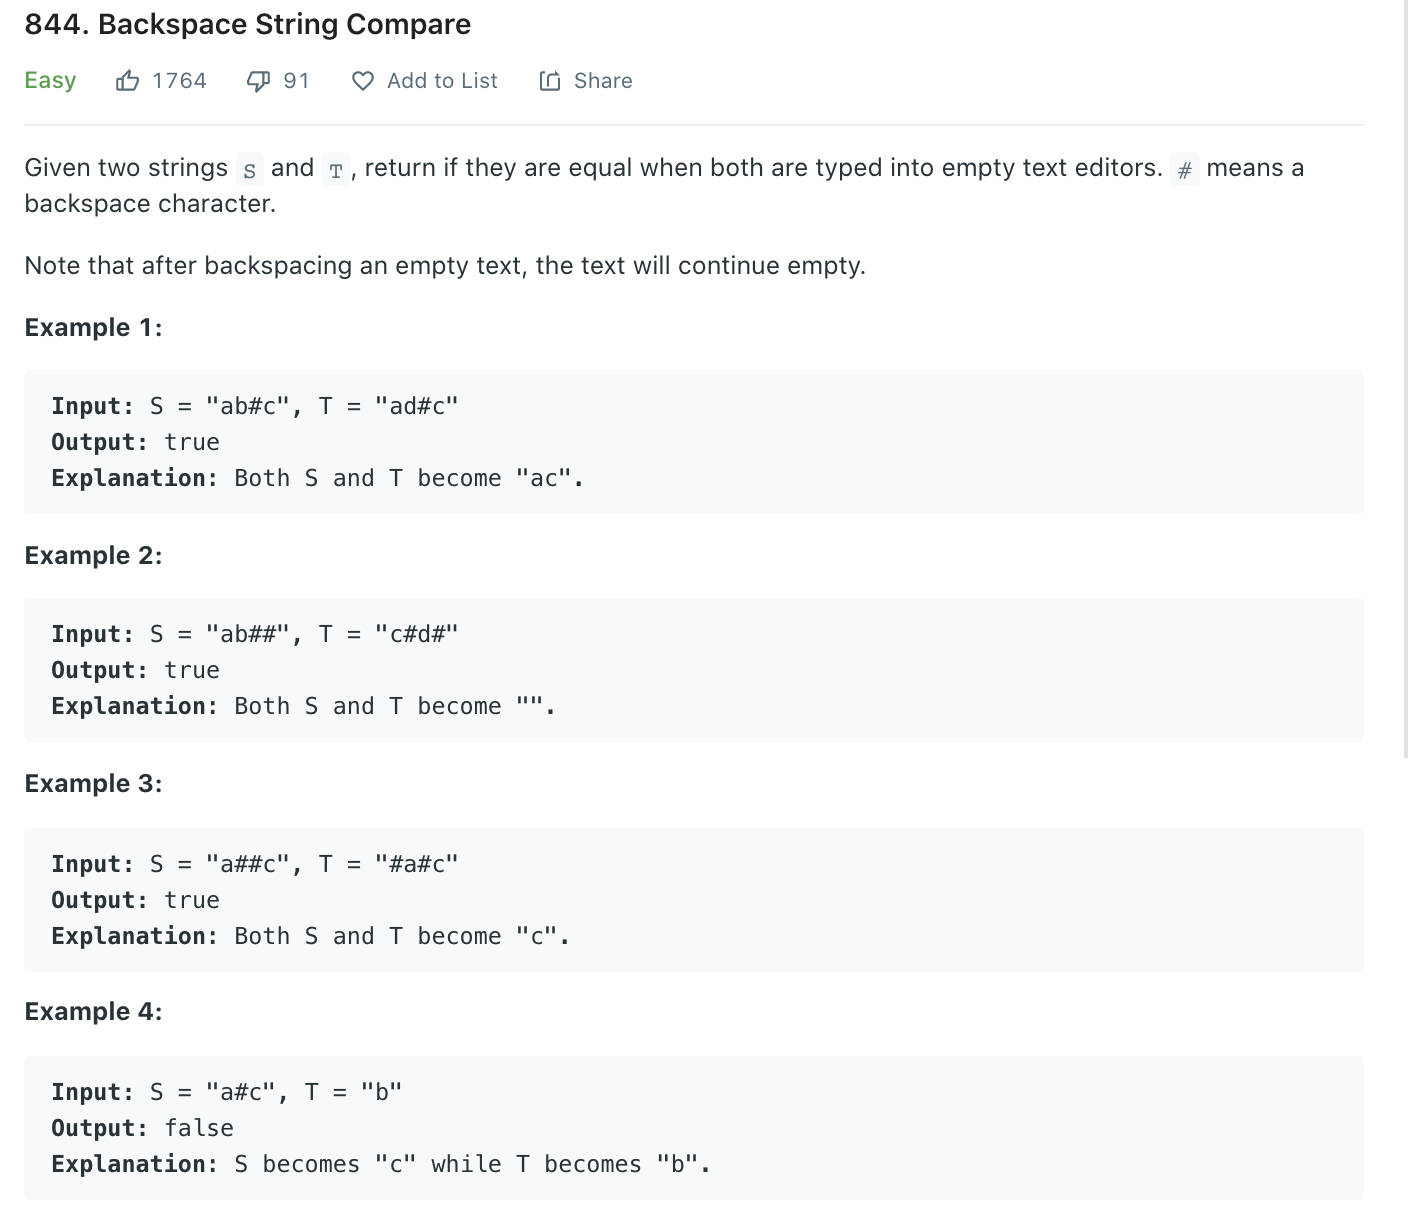 844. Backspace String Compare
Easy 1764 91 Add to List Share
Given two strings S and T, return if they are equal when both are typed into empty text editors. # means a
backspace character.
Note that after backspacing an empty text, the text will continue empty.
Example 1:
Input: S = "ab#c", T = "ad#c"
Output: true
Explanation: Both S and T become "ac".
Example 2:
Input: S = "ab##", T = "c#d#"
Output: true
Explanation: Both S and T become "".
Example 3:
Input: S = "a##c", T = "#a#c"
Output: true
Explanation: Both S and T become "c".
Example 4:
Input: S = "a#c", T = "b"
Output: false
Explanation: S becomes "c" while T becomes "b".